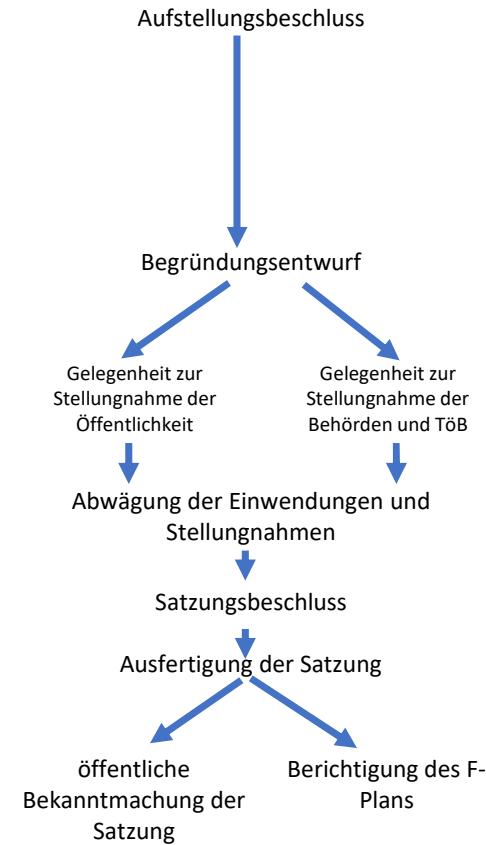 Aufstellungsbeschluss
Begründungsentwurf
Gelegenheit zur
Stellungnahme der
Öffentlichkeit
Gelegenheit zur
Stellungnahme der
Behörden und TöB
Abwägung der Einwendungen und
Stellungnahmen
Satzungsbeschluss
Ausfertigung der Satzung
öffentliche
Bekanntmachung der
Satzung
Berichtigung des F-
Plans